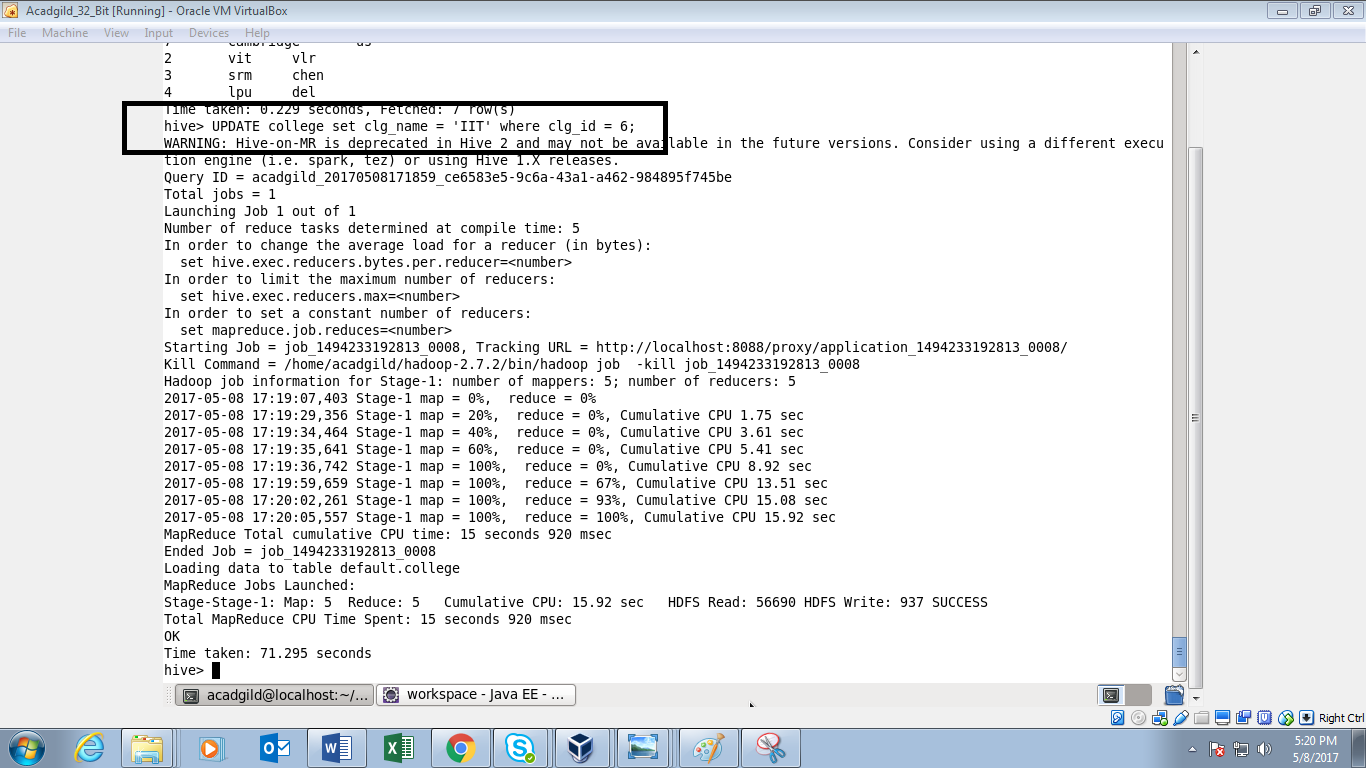 Acadgild_32_Bit [Running] - Oracle VM VirtualBox
File Machine View Input Devices Help
7 cambridge us
2 vit vlr
3 srm chen
4 lpu del
Time taken: 0.229 seconds, Fetched: 7 row(s)
hive> UPDATE college set clg_name = 'IIT' where clg_id = 6;
WARNING: Hive-on-MR is deprecated in Hive 2 and may not be available in the future versions. Consider using a different execu
tion engine (i.e. spark, tez) or using Hive 1.X releases.
Query ID = acadgild_20170508171859_ce6583e5-9c6a-43a1-a462-984895f745be
Total jobs = 1
Launching Job 1 out of 1
Number of reduce tasks determined at compile time: 5
In order to change the average load for a reducer (in bytes):
  set hive.exec.reducers.bytes.per.reducer=<number>
In order to limit the maximum number of reducers:
  set hive.exec.reducers.max=<number>
In order to set a constant number of reducers:
  set mapreduce.job.reduces=<number>
Starting Job = job_1494233192813_0008, Tracking URL = http://localhost:8088/proxy/application_1494233192813_0008/
Kill Command = /home/acadgild/hadoop-2.7.2/bin/hadoop job  -kill job_1494233192813_0008
Hadoop job information for Stage-1: number of mappers: 5; number of reducers: 5
2017-05-08 17:19:07,403 Stage-1 map = 0%,  reduce = 0%
2017-05-08 17:19:29,356 Stage-1 map = 20%,  reduce = 0%, Cumulative CPU 1.75 sec
2017-05-08 17:19:34,464 Stage-1 map = 40%,  reduce = 0%, Cumulative CPU 3.61 sec
2017-05-08 17:19:35,641 Stage-1 map = 60%,  reduce = 0%, Cumulative CPU 5.41 sec
2017-05-08 17:19:36,742 Stage-1 map = 100%,  reduce = 0%, Cumulative CPU 8.92 sec
2017-05-08 17:19:59,659 Stage-1 map = 100%,  reduce = 67%, Cumulative CPU 13.51 sec
2017-05-08 17:20:02,261 Stage-1 map = 100%,  reduce = 93%, Cumulative CPU 15.08 sec
2017-05-08 17:20:05,557 Stage-1 map = 100%,  reduce = 100%, Cumulative CPU 15.92 sec
MapReduce Total cumulative CPU time: 15 seconds 920 msec
Ended Job = job_1494233192813_0008
Loading data to table default.college
MapReduce Jobs Launched:
Stage-Stage-1: Map: 5  Reduce: 5   Cumulative CPU: 15.92 sec   HDFS Read: 56690 HDFS Write: 937 SUCCESS
Total MapReduce CPU Time Spent: 15 seconds 920 msec
OK
Time taken: 71.295 seconds
hive>
acadgild@localhost:~/... workspace - Java EE - ...
Right Ctrl
5:20 PM
5/8/2017